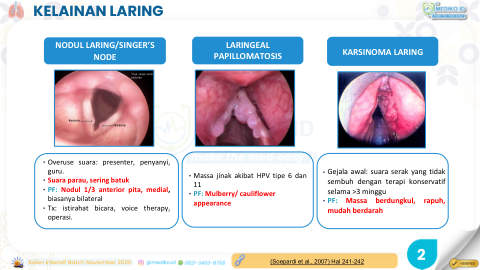 KELAINAN LARING
MEDIKO.ID
NODUL LARING/SINGER'S
NODE
LARINGEAL
PAPILLOMATOSIS
KARSINOMA LARING
• Overuse suara: presenter, penyanyi,
guru.
• Suara parau, sering batuk
• PF: Nodul 1/3 anterior pita, medial,
biasanya bilateral
• Tx: istirahat bicara, voice therapy,
operasi.
• Massa jinak akibat HPV tipe 6 dan
11
• PF: Mulberry/ cauliflower
appearance
• Gejala awal: suara serak yang tidak
sembuh dengan terapi konservatif
selama >3 minggu
• PF: Massa berdungkul, rapuh,
mudah berdarah
(Soepardi et al., 2007) Hal 241-242
2